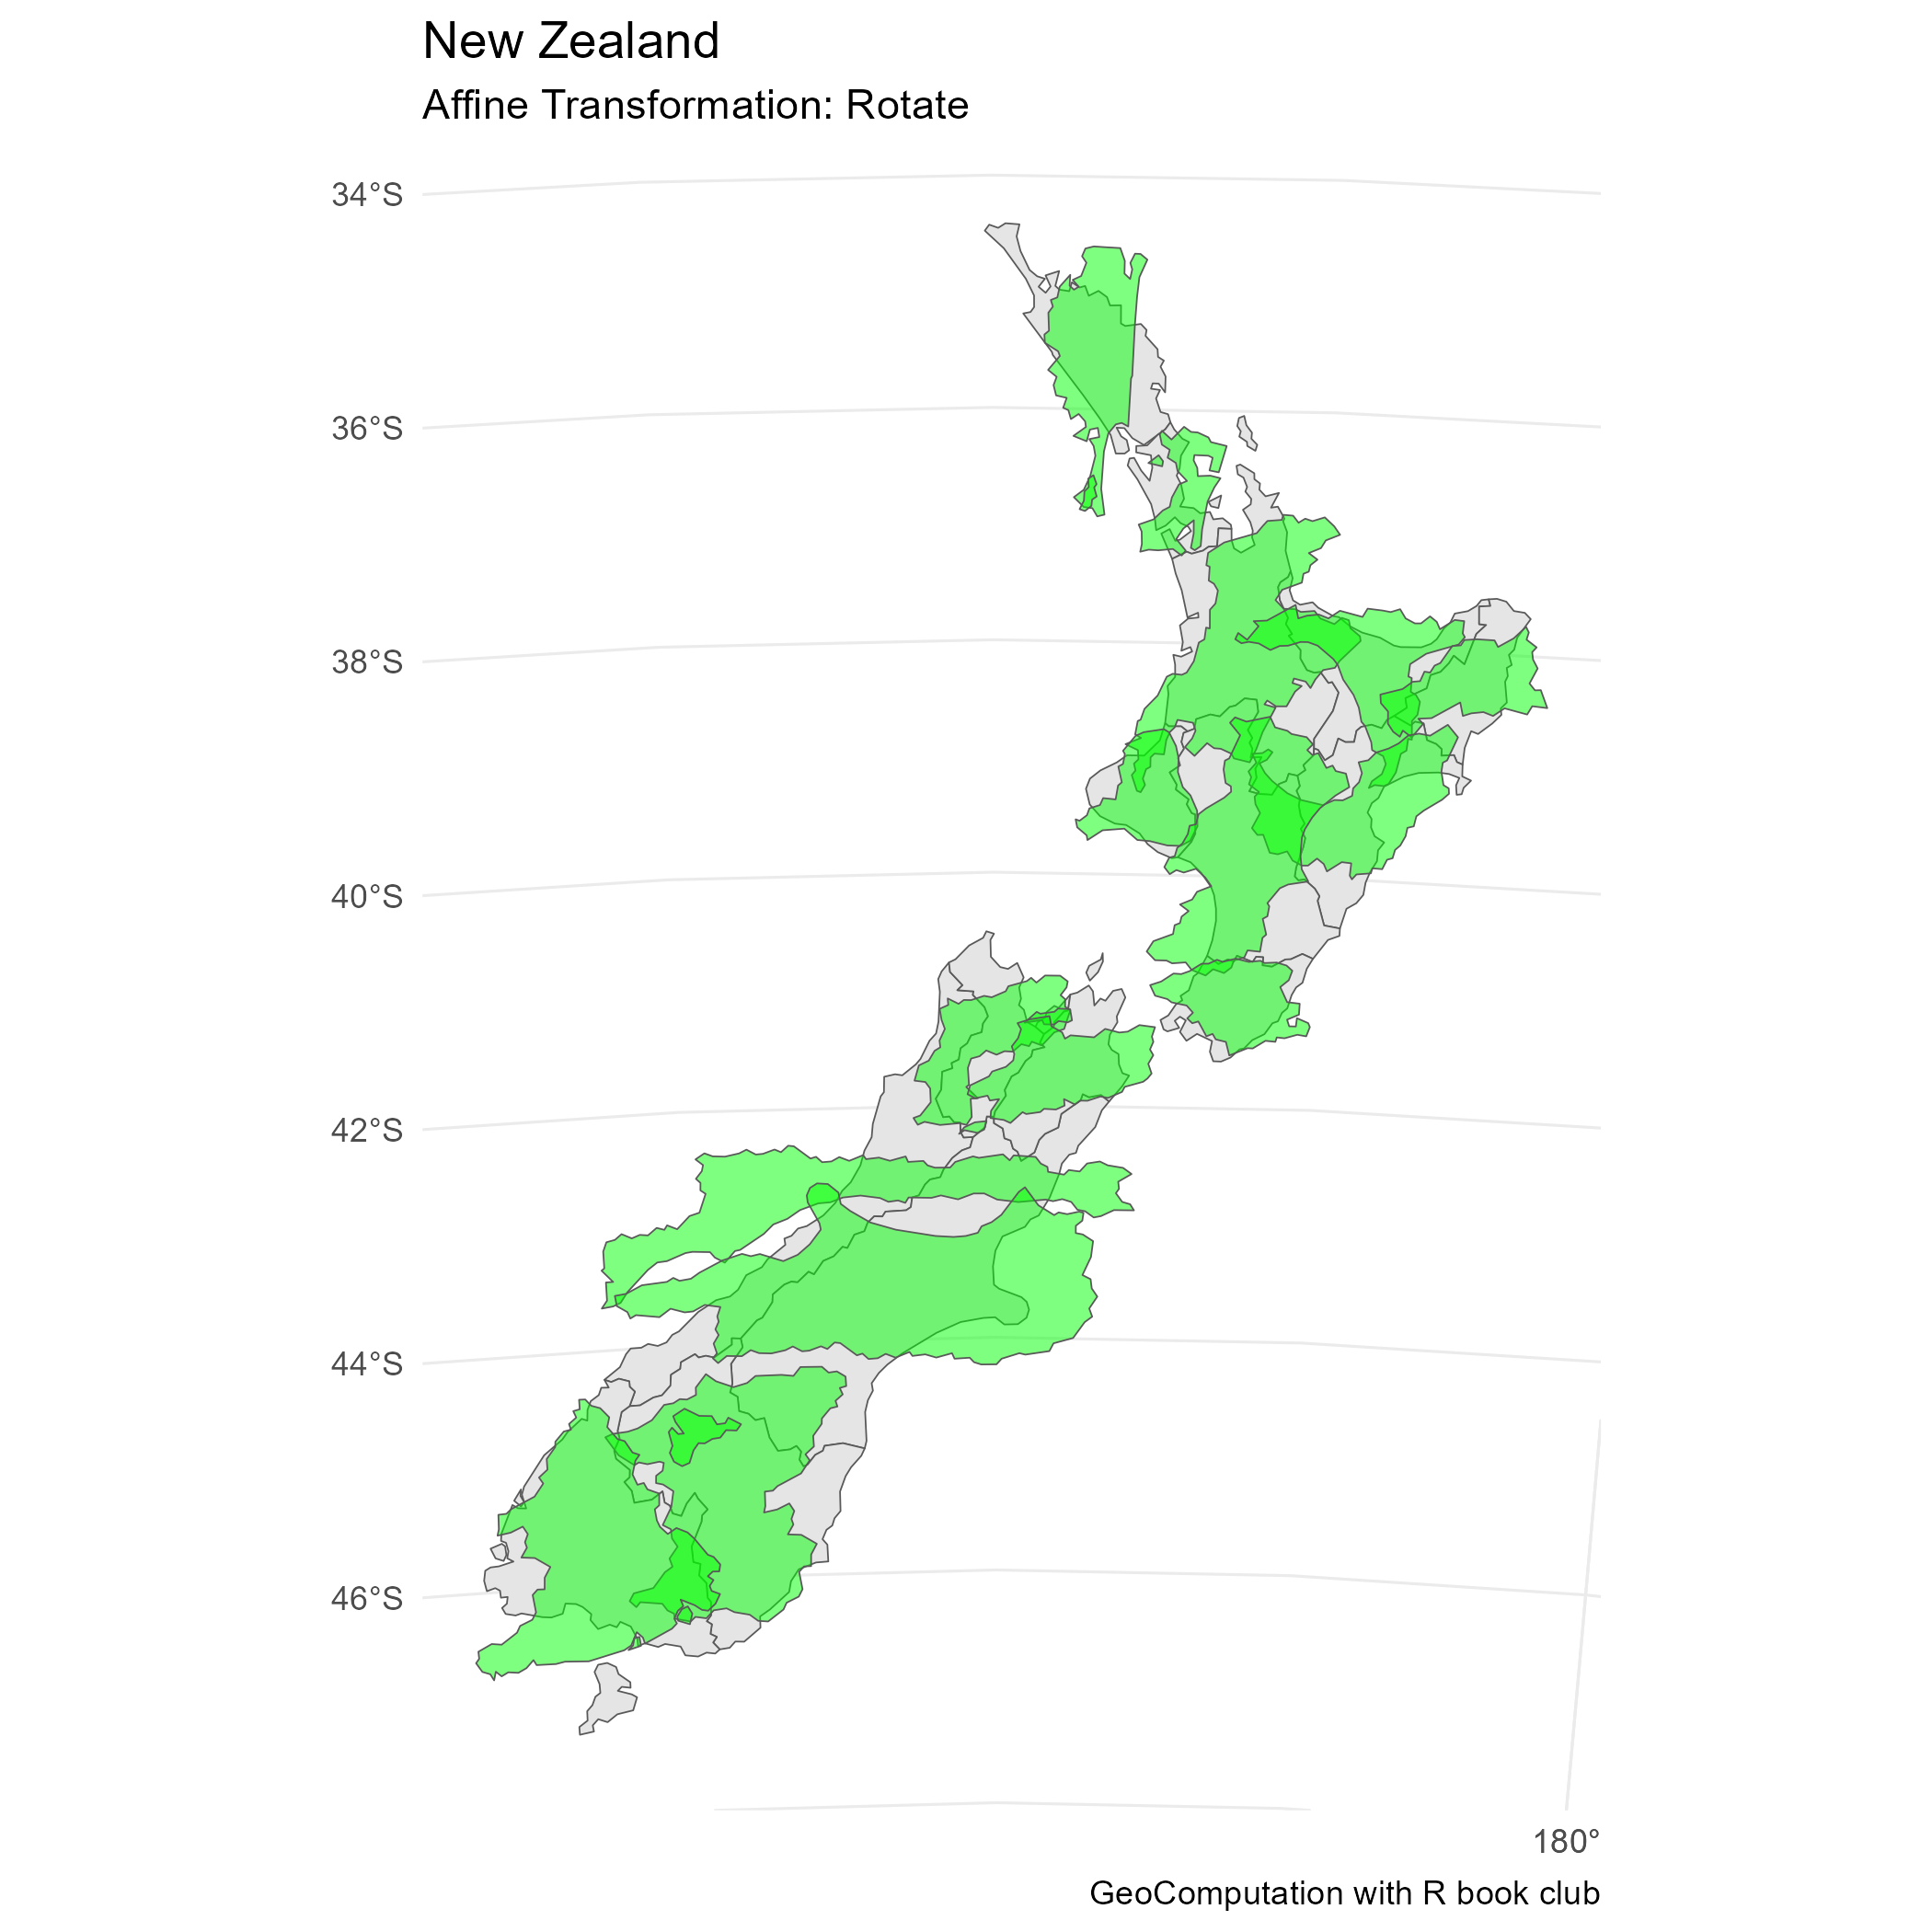 New Zealand
Affine Transformation: Rotate
34°S
36°S
38°S
40°S
42°S
44°S
46°S
180°
GeoComputation with R book club